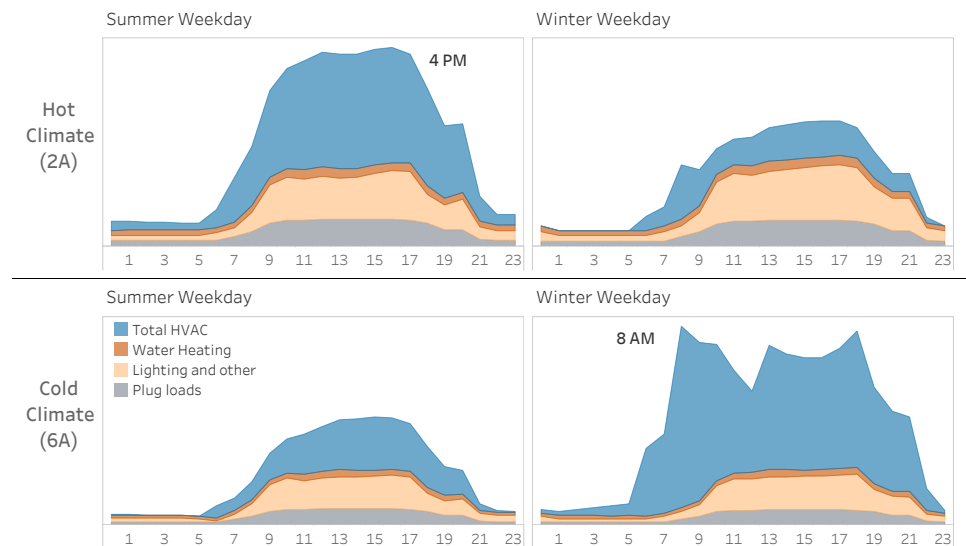 Summer Weekday
Winter Weekday
Hot
Climate
(2A)
4 PM
1 3 5 7 9 11 13 15 17 19 21 23
1 3 5 7 9 11 13 15 17 19 21 23
Summer Weekday
Winter Weekday
Cold
Climate
(6A)
Total HVAC
Water Heating
Lighting and other
Plug loads
8 AM
1 3 5 7 9 11 13 15 17 19 21 23
1 3 5 7 9 11 13 15 17 19 21 23